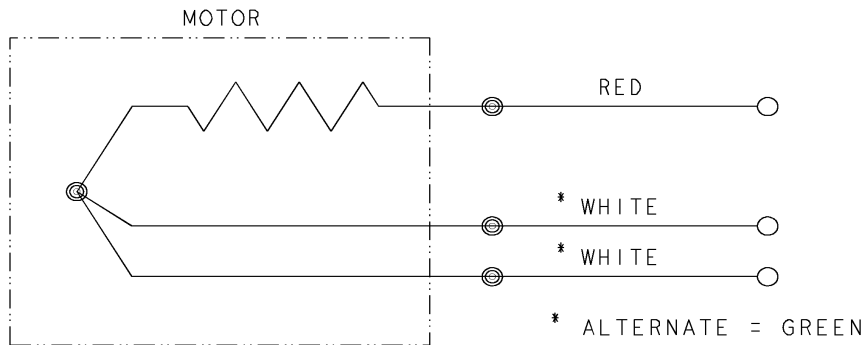 MOTOR
RED
* WHITE
* WHITE
* ALTERNATE = GREEN